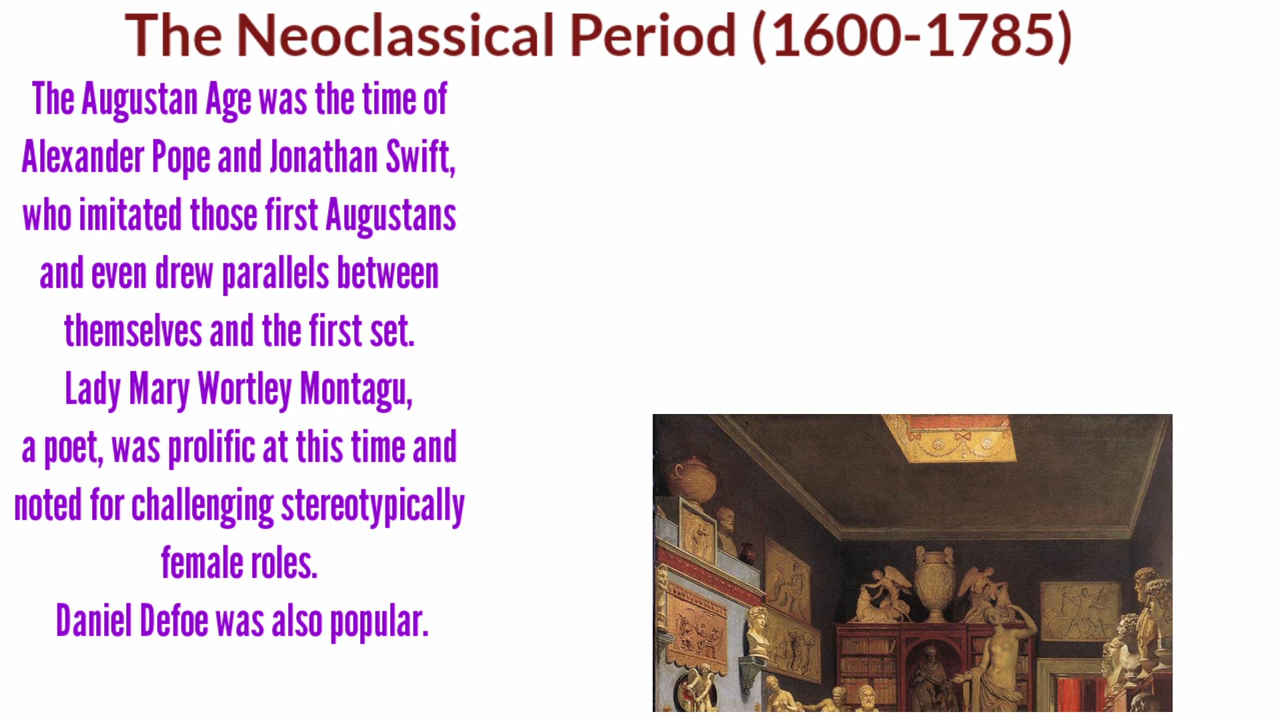 The Neoclassical Period (1600-1785)
The Augustan Age was the time of
Alexander Pope and Jonathan Swift,
who imitated those first Augustans
and even drew parallels between
themselves and the first set.
Lady Mary Wortley Montagu,
a poet, was prolific at this time and
noted for challenging stereotypically
female roles.
Daniel Defoe was also popular.